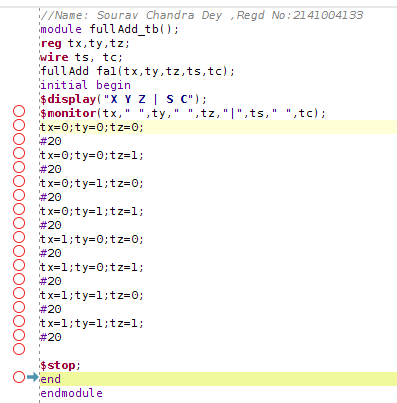 //Name: Sourav Chandra Dey ,Regd No:2141004133
module fullAdd_tb();
reg tx,ty,tz;
wire ts, tc;
fullAdd fa1(tx,ty,tz,ts,tc);
initial begin
$display("X Y Z | S C");
$monitor(tx," ",ty," ",tz,"|",ts," ",tc);
tx=0;ty=0;tz=0;
#20
tx=0;ty=0;tz=1;
#20
tx=0;ty=1;tz=0;
#20
tx=0;ty=1;tz=1;
#20
tx=1;ty=0;tz=0;
#20
tx=1;ty=0;tz=1;
#20
tx=1;ty=1;tz=0;
#20
tx=1;ty=1;tz=1;
#20
$stop;
end
endmodule